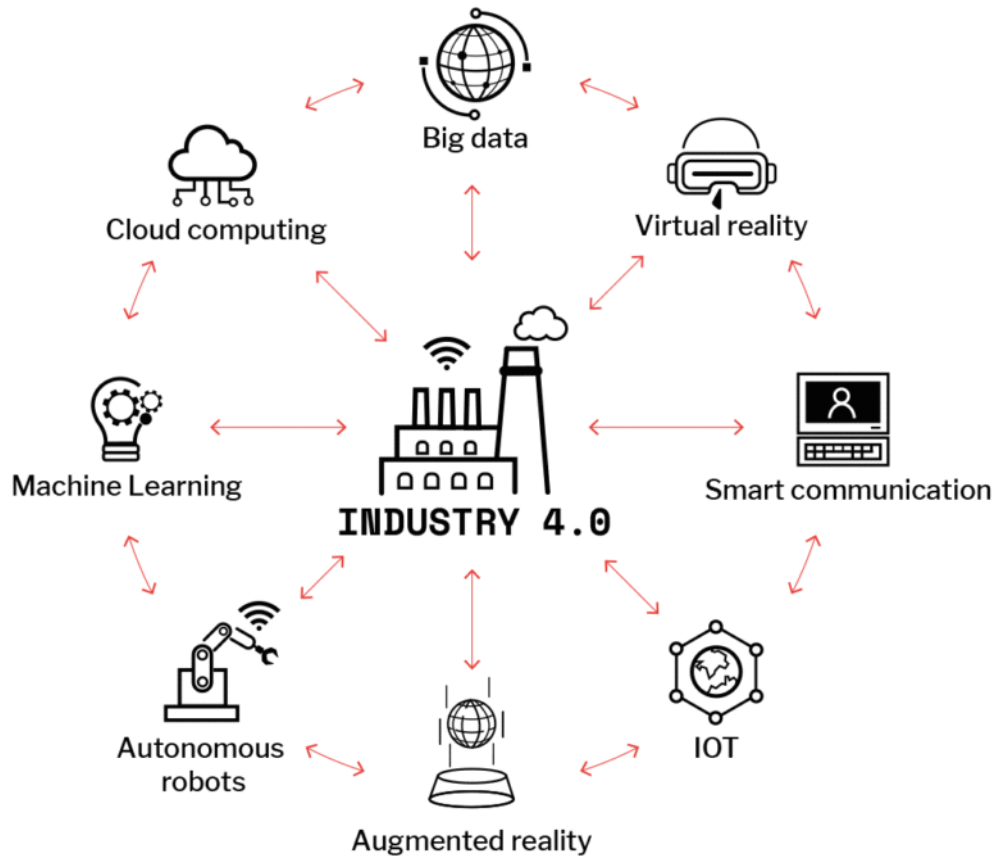 Big data
Cloud computing
Virtual reality
Machine Learning
Smart communication
INDUSTRY 4.0
Autonomous
robots
IOT
Augmented reality